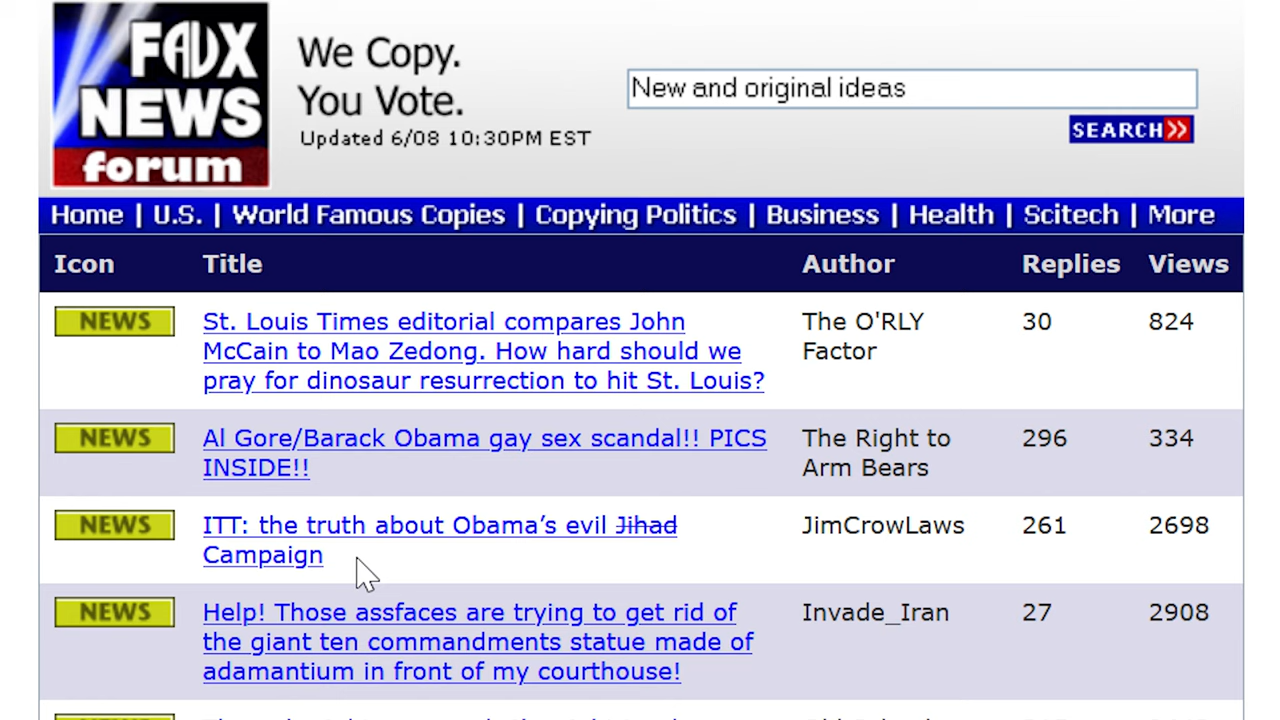 FAUX
NEWS
forum
We Copy.
You Vote.
Updated 6/08 10:30PM EST
New and original ideas
SEARCH
Home | U.S. | World Famous Copies | Copying Politics | Business | Health | Scitech | More
Icon Title Author Replies Views
NEWS St. Louis Times editorial compares John The O'RLY 30 824
McCain to Mao Zedong. How hard should we Factor
pray for dinosaur resurrection to hit St. Louis?
NEWS Al Gore/Barack Obama gay sex scandal!! PICS The Right to 296 334
INSIDE!! Arm Bears
NEWS ITT: the truth about Obama’s evil Jihad JimCrowLaws 261 2698
Campaign
NEWS Help! Those assfaces are trying to get rid of Invade_Iran 27 2908
the giant ten commandments statue made of
adamantium in front of my courthouse!